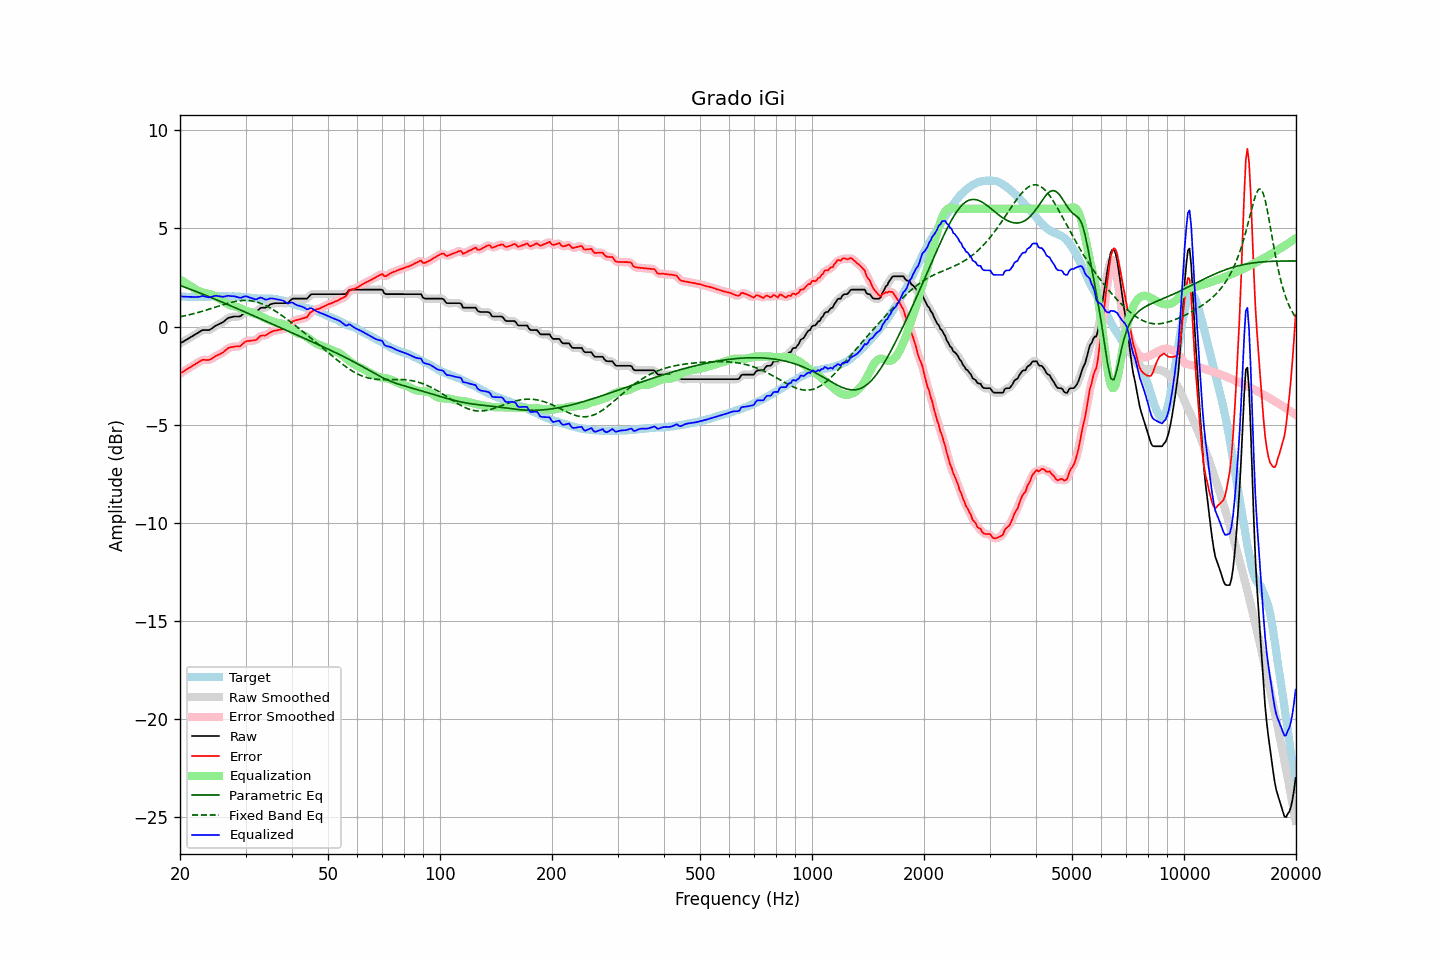 Grado iGi
Amplitude (dBr)
10
5
0
−5
−10
−15
−20
−25
Target
Raw Smoothed
Error Smoothed
Raw
Error
Equalization
Parametric Eq
Fixed Band Eq
Equalized
20 50 100 200 500 1000 2000 5000 10000 20000
Frequency (Hz)